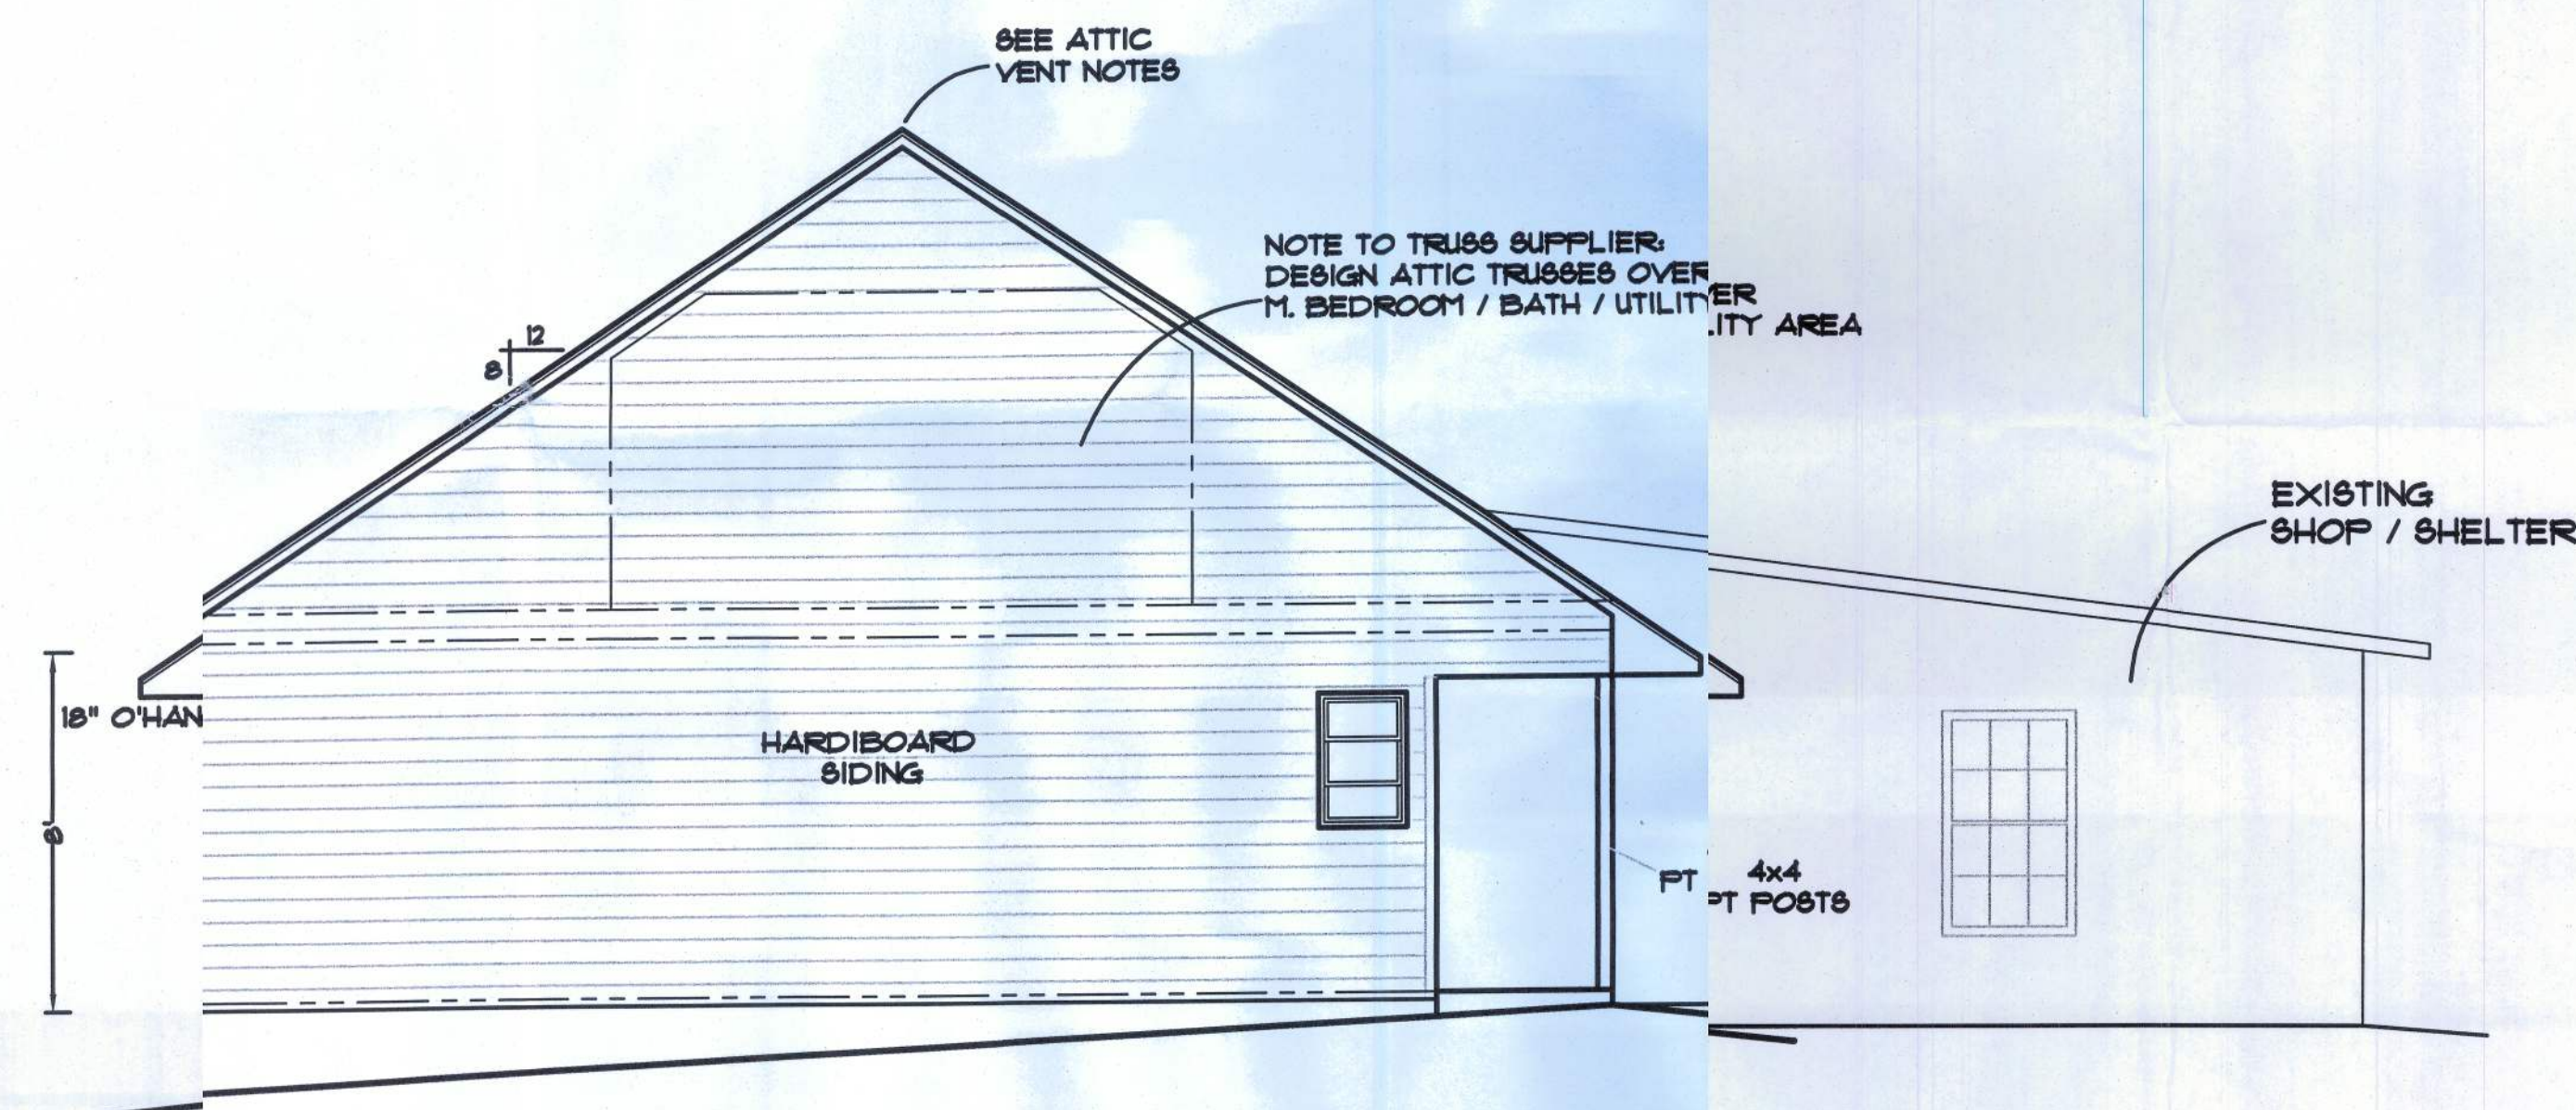 SEE ATTIC
VENT NOTES
NOTE TO TRUSS SUPPLIER:
DESIGN ATTIC TRUSSES OVER
M. BEDROOM / BATH / UTILITY
ER
ITY AREA
12
8
EXISTING
SHOP / SHELTER
18" O'HAN
HARDIBOARD
SIDING
8'
PT
4x4
PT POSTS